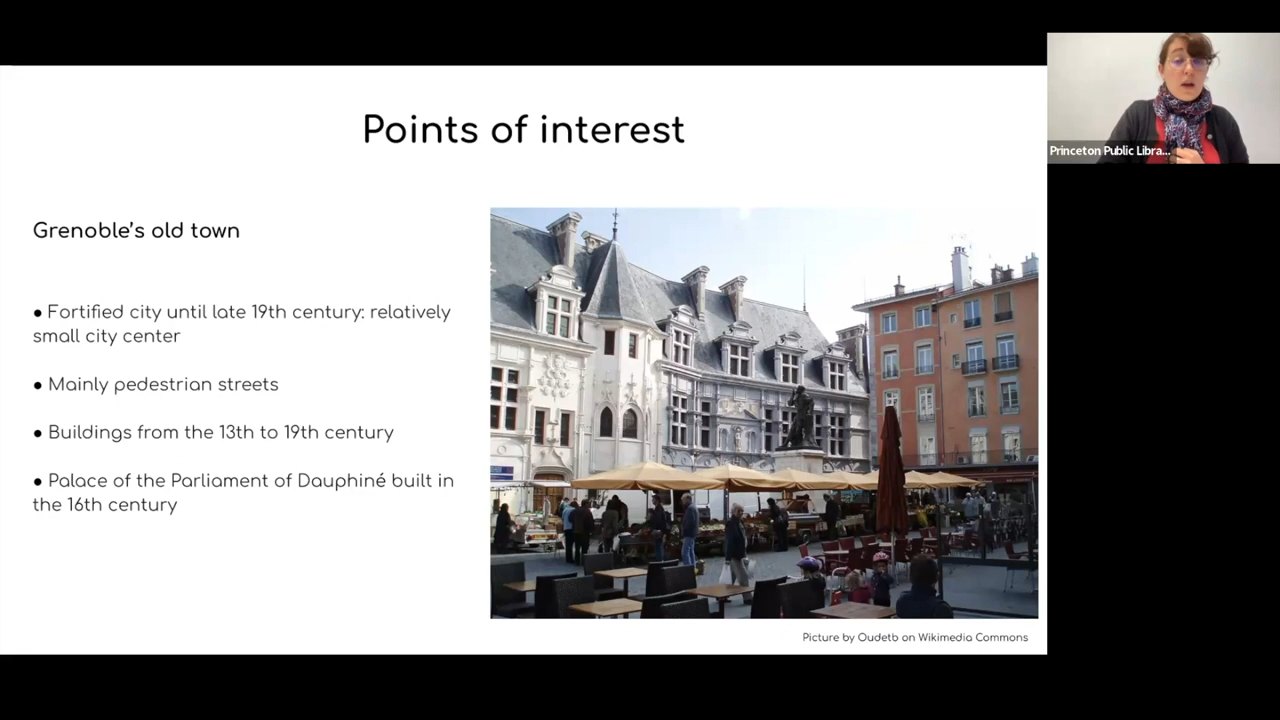 Points of interest
Princeton Public Libra...
Grenoble's old town
● Fortified city until late 19th century: relatively
small city center
● Mainly pedestrian streets
● Buildings from the 13th to 19th century
● Palace of the Parliament of Dauphiné built in
the 16th century
Picture by Oudetb on Wikimedia Commons